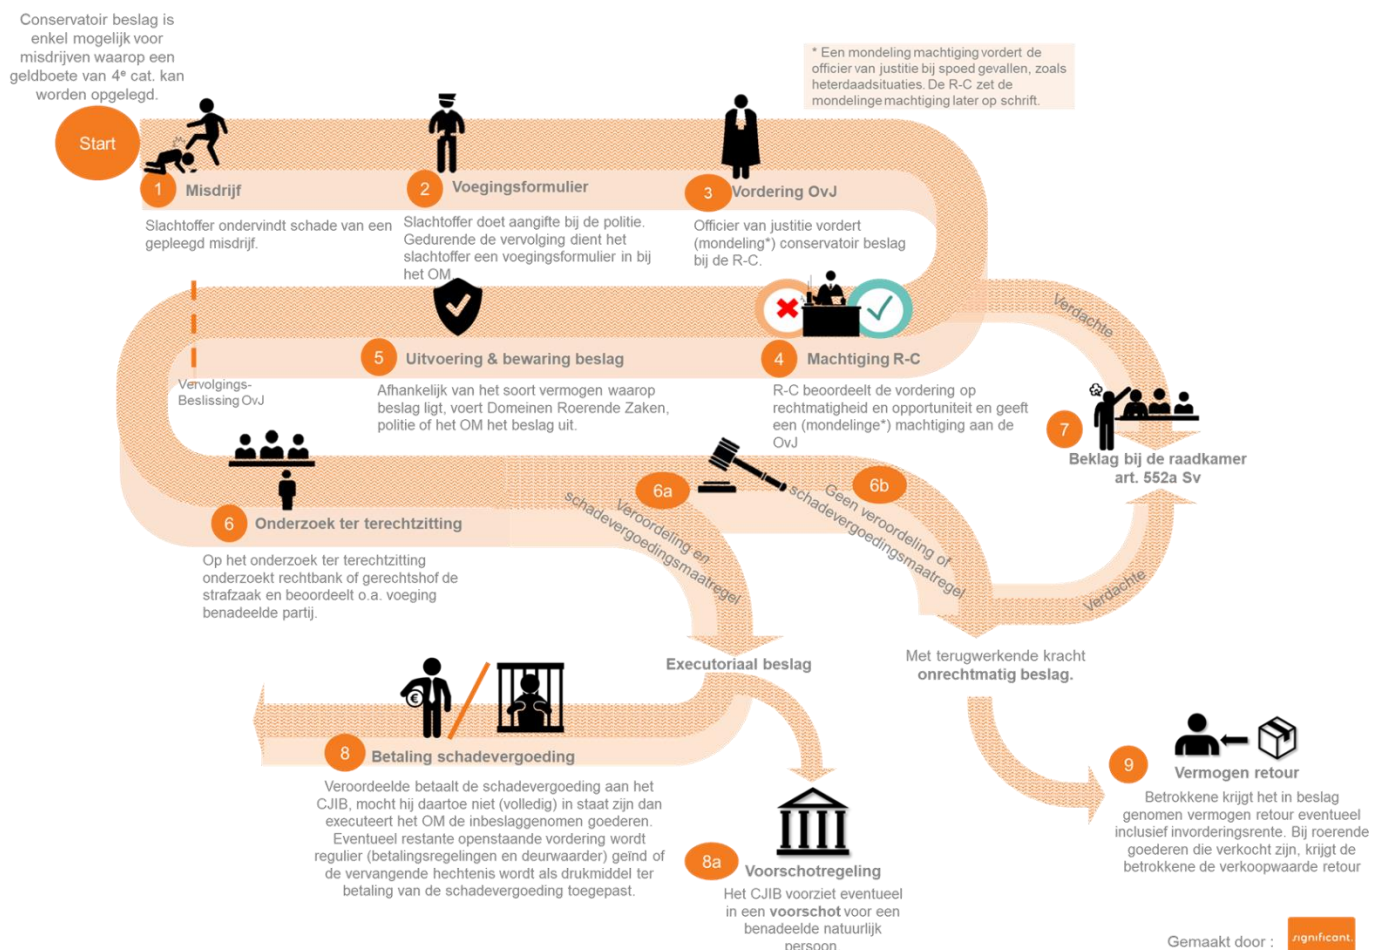 Conservatoir beslag is
enkel mogelijk voor
misdrijven waarop een
geldboete van 4e cat. kan
worden opgelegd.
* Een mondeling machtiging vordert de
officier van justitie bij spoed gevallen, zoals
heterdaadsituaties. De R-C zet de
mondelinge machtiging later op schrift.
Start
1 Misdrijf
Slachtoffer ondervindt schade van een
gepleegd misdrijf.
2 Voegingsformulier
Slachtoffer doet aangifte bij de politie.
Gedurende de vervolging dient het
slachtoffer een voegingsformulier in bij
het OM.
3 Vordering OvJ
Officier van justitie vordert
(mondeling*) conservatoir beslag
bij de R-C.
4 Machtiging R-C
R-C beoordeelt de vordering op
rechtmatigheid en opportuniteit en geeft
een (mondelinge*) machtiging aan de
OvJ
5 Uitvoering & bewaring beslag
Afhankelijk van het soort vermogen waarop
beslag ligt, voert Domeinen Roerende Zaken,
politie of het OM het beslag uit.
Vervolgings-
Beslissing OvJ
Verdachte
7
Beklag bij de raadkamer
art. 552a Sv
Verdachte
6 Onderzoek ter terechtzitting
Op het onderzoek ter terechtzitting
onderzoekt rechtbank of gerechtshof de
strafzaak en beoordeelt o.a. voeging
benadeelde partij.
6a
Veroordeling en
schadevergoedingsmaatregel
6b
Geen veroordeling of
schadevergoedingsmaatregel
Executoriaal beslag
Met terugwerkende kracht
onrechtmatig beslag.
€
8 Betaling schadevergoeding
Veroordeelde betaalt de schadevergoeding aan het
CJIB, mocht hij daartoe niet (volledig) in staat zijn dan
executeert het OM de inbeslaggenomen goederen.
Eventueel restante openstaande vordering wordt
regulier (betalingsregelingen en deurwaarder) geïnd of
de vervangende hechtenis wordt als drukmiddel ter
betaling van de schadevergoeding toegepast.
8a
Voorschotregeling
Het CJIB voorziet eventueel
in een voorschot voor een
benadeelde natuurlijk
persoon
9
Vermogen retour
Betrokkene krijgt het in beslag
genomen vermogen retour eventueel
inclusief invorderingsrente. Bij roerende
goederen die verkocht zijn, krijgt de
betrokkene de verkoopwaarde retour
Gemaakt door :
significant.